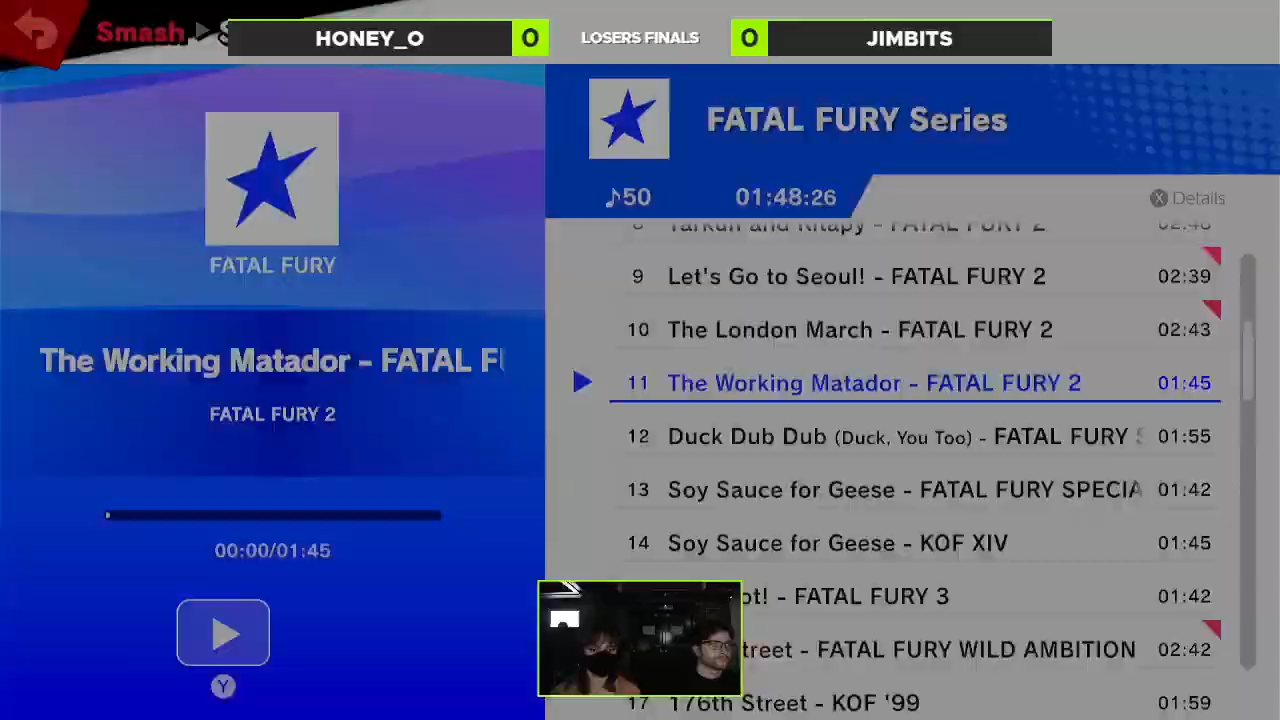 Smash
HONEY_O 0 LOSERS FINALS 0 JIMBITS
FATAL FURY Series
♪50 01:48:26
X Details
FATAL FURY
The Working Matador - FATAL
FATAL FURY 2
00:00/01:45
Y
8 and - FATAL FURY 2
9 Let's Go to Seoul! - FATAL FURY 2 02:39
10 The London March - FATAL FURY 2 02:43
11 The Working Matador - FATAL FURY 2 01:45
12 Duck Dub Dub (Duck, You Too) - FATAL FURY 01:55
13 Soy Sauce for Geese - FATAL FURY SPECIA 01:42
14 Soy Sauce for Geese - KOF XIV 01:45
- FATAL FURY 3 01:42
treet - FATAL FURY WILD AMBITION 02:42
17 176th Street - KOF '99 01:59